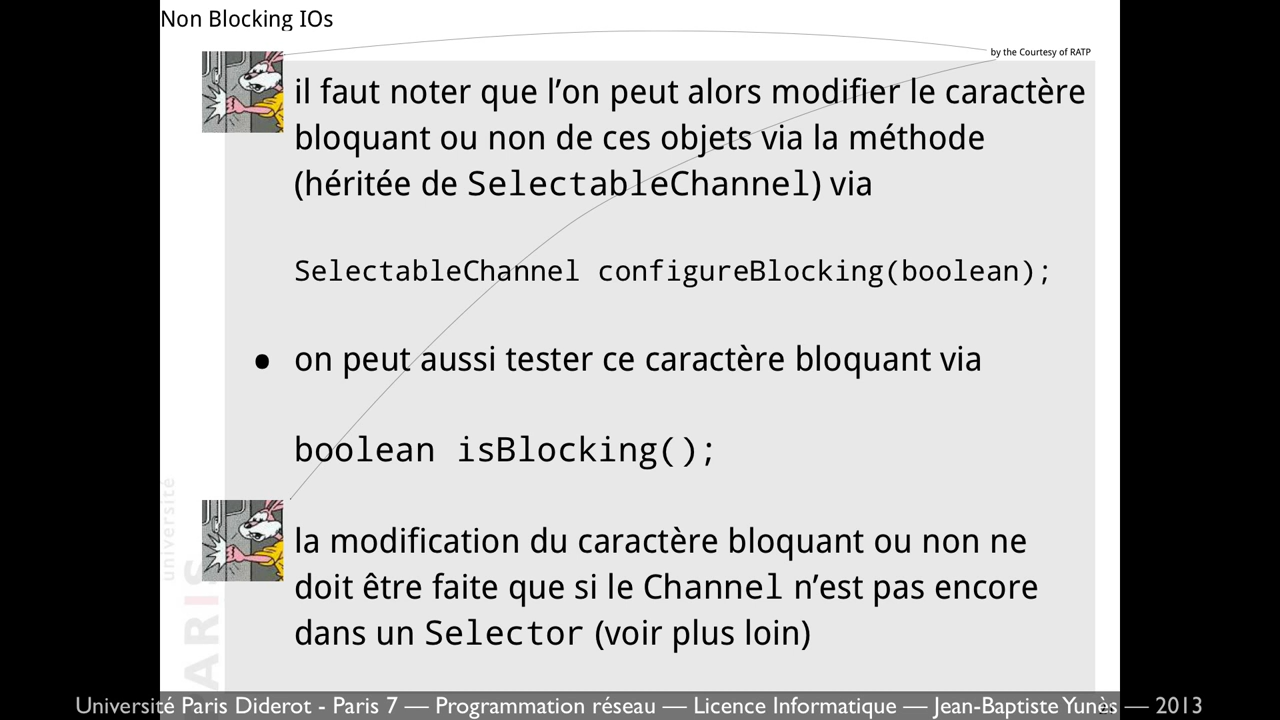 Non Blocking IOs
by the Courtesy of RATP
il faut noter que l’on peut alors modifier le caractère
bloquant ou non de ces objets via la méthode
(héritée de SelectableChannel) via
SelectableChannel configureBlocking(boolean);
• on peut aussi tester ce caractère bloquant via
boolean isBlocking();
la modification du caractère bloquant ou non ne
doit être faite que si le Channel n’est pas encore
dans un Selector (voir plus loin)
université
PARIS
Université Paris Diderot - Paris 7 — Programmation réseau — Licence Informatique — Jean-Baptiste Yunès — 2013